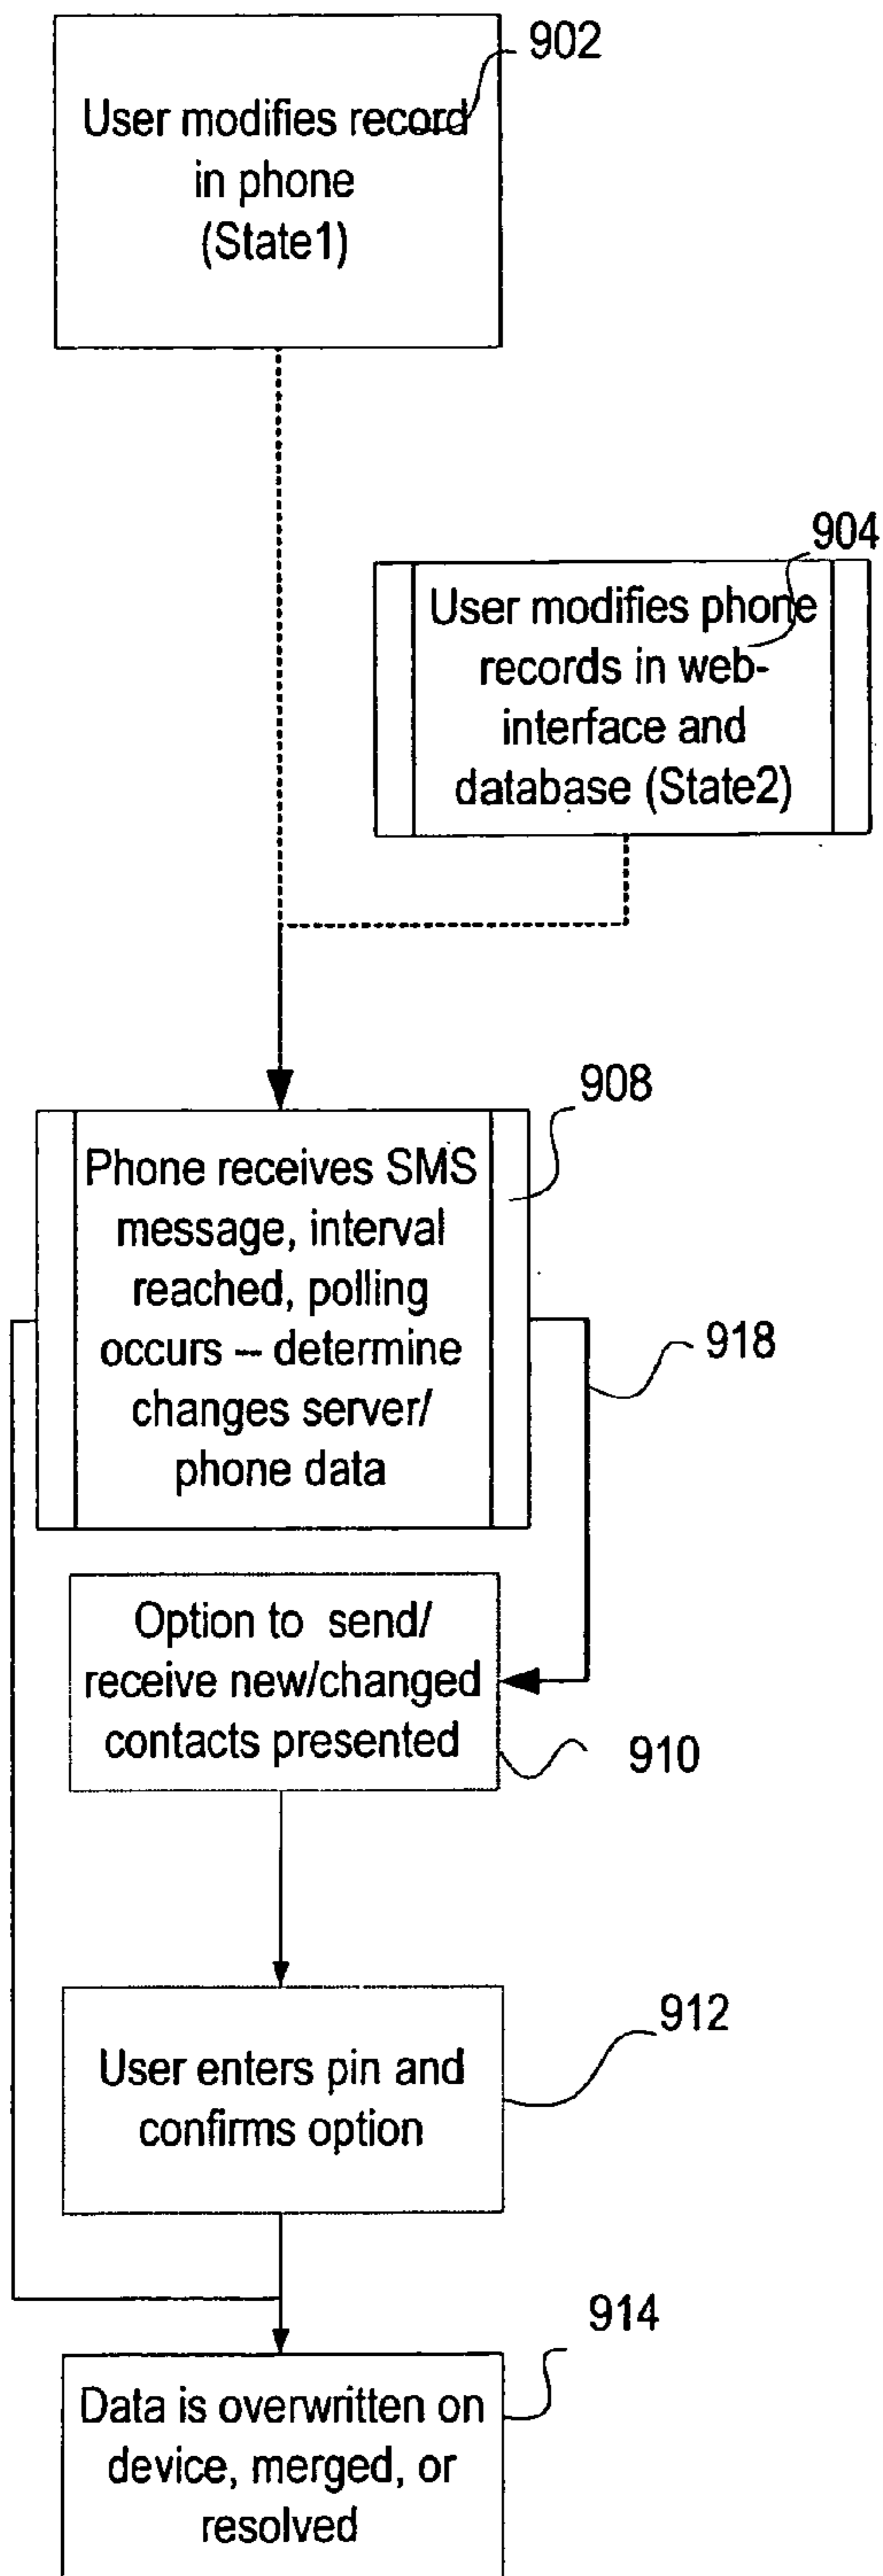 902
User modifies record
in phone
(State1)
904
User modifies phone
records in web-
interface and
database (State2)
908
Phone receives SMS
message, interval
reached, polling
occurs – determine
changes server/
phone data
918
Option to send/
receive new/changed
contacts presented
910
912
User enters pin and
confirms option
914
Data is overwritten on
device, merged, or
resolved